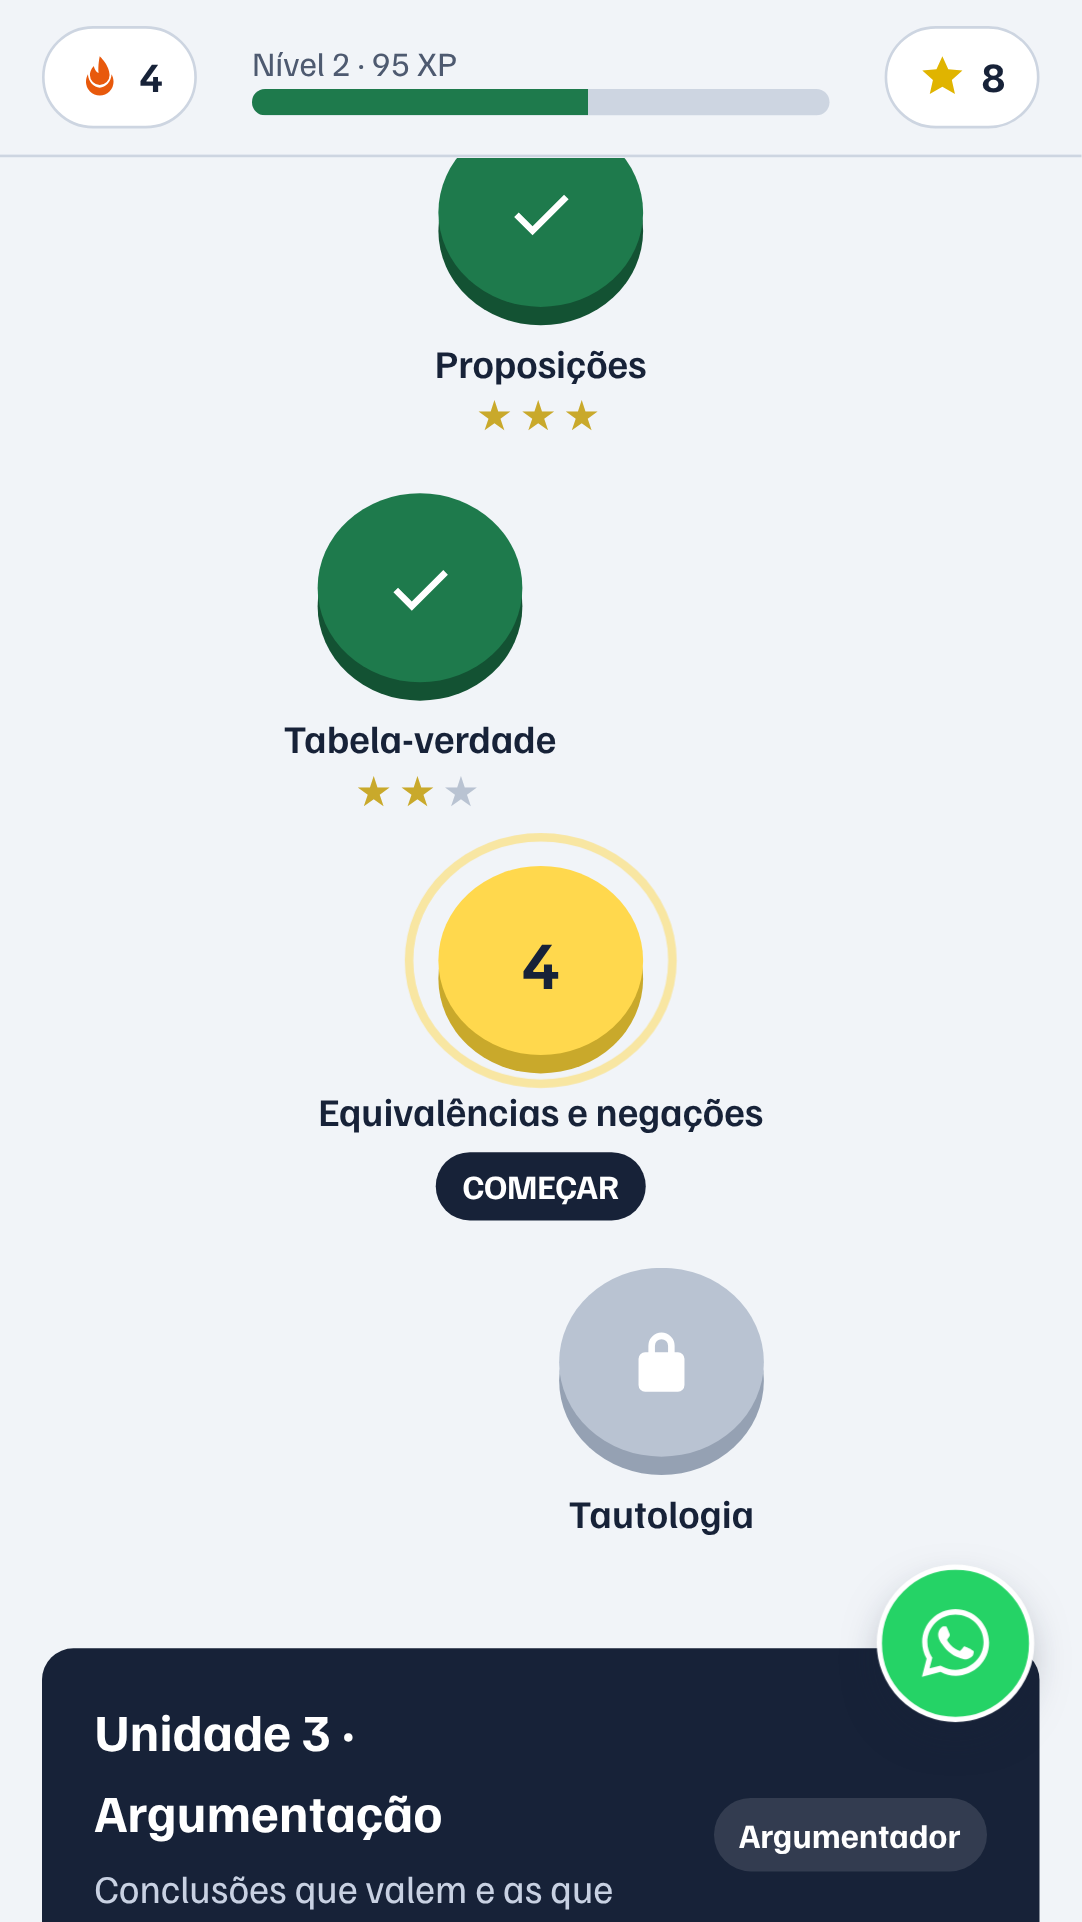 4
Nível 2 · 95 XP
8
Proposições
Tabela-verdade
4
Equivalências e negações
COMEÇAR
Tautologia
Unidade 3 ·
Argumentação
Argumentador
Conclusões que valem e as que